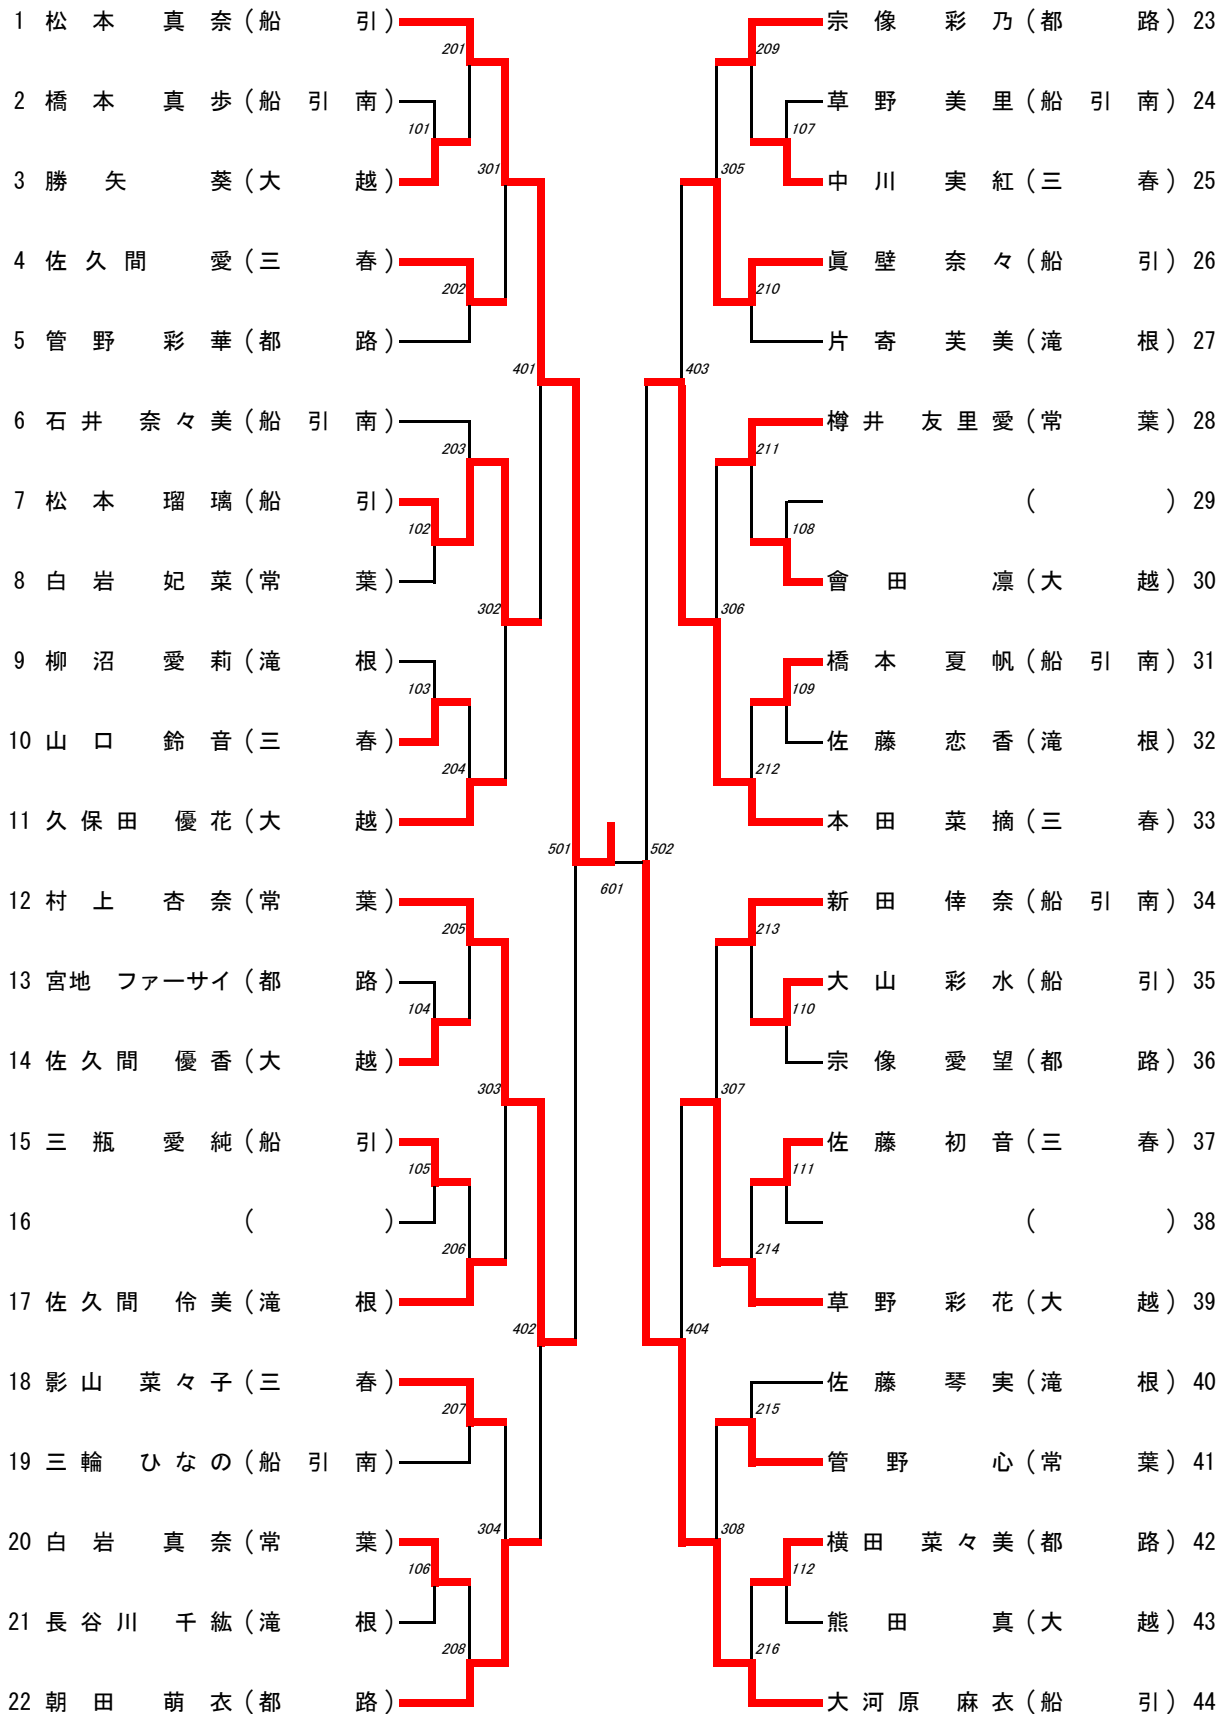 1 松本 真奈(船引)
201
2 橋本 真歩(船引南)
101
3 勝矢 葵(大越)
301
4 佐久間 愛(三春)
202
5 管野 彩華(都路)
401
6 石井 奈々美(船引南)
203
7 松本 瑠璃(船引)
102
8 白岩 妃菜(常葉)
302
9 柳沼 愛莉(滝根)
103
10 山口 鈴音(三春)
204
11 久保田 優花(大越)
501
12 村上 杏奈(常葉)
205
13 宮地 ファーサイ(都路)
104
14 佐久間 優香(大越)
303
15 三瓶 愛純(船引)
105
16 ( )
206
17 佐久間 伶美(滝根)
402
18 影山 菜々子(三春)
207
19 三輪 ひなの(船引南)
304
20 白岩 真奈(常葉)
106
21 長谷川 千紘(滝根)
208
22 朝田 萌衣(都路)
601
宗像 彩乃(都路) 23
209
草野 美里(船引南) 24
107
中川 実紅(三春) 25
305
眞壁 奈々(船引) 26
210
片寄 芙美(滝根) 27
403
樽井 友里愛(常葉) 28
211
( ) 29
108
會田 凛(大越) 30
306
橋本 夏帆(船引南) 31
109
佐藤 恋香(滝根) 32
212
本田 菜摘(三春) 33
502
新田 倖奈(船引南) 34
213
大山 彩水(船引) 35
110
宗像 愛望(都路) 36
307
佐藤 初音(三春) 37
111
( ) 38
214
草野 彩花(大越) 39
404
佐藤 琴実(滝根) 40
215
管野 心(常葉) 41
308
横田 菜々美(都路) 42
112
熊田 真(大越) 43
216
大河原 麻衣(船引) 44